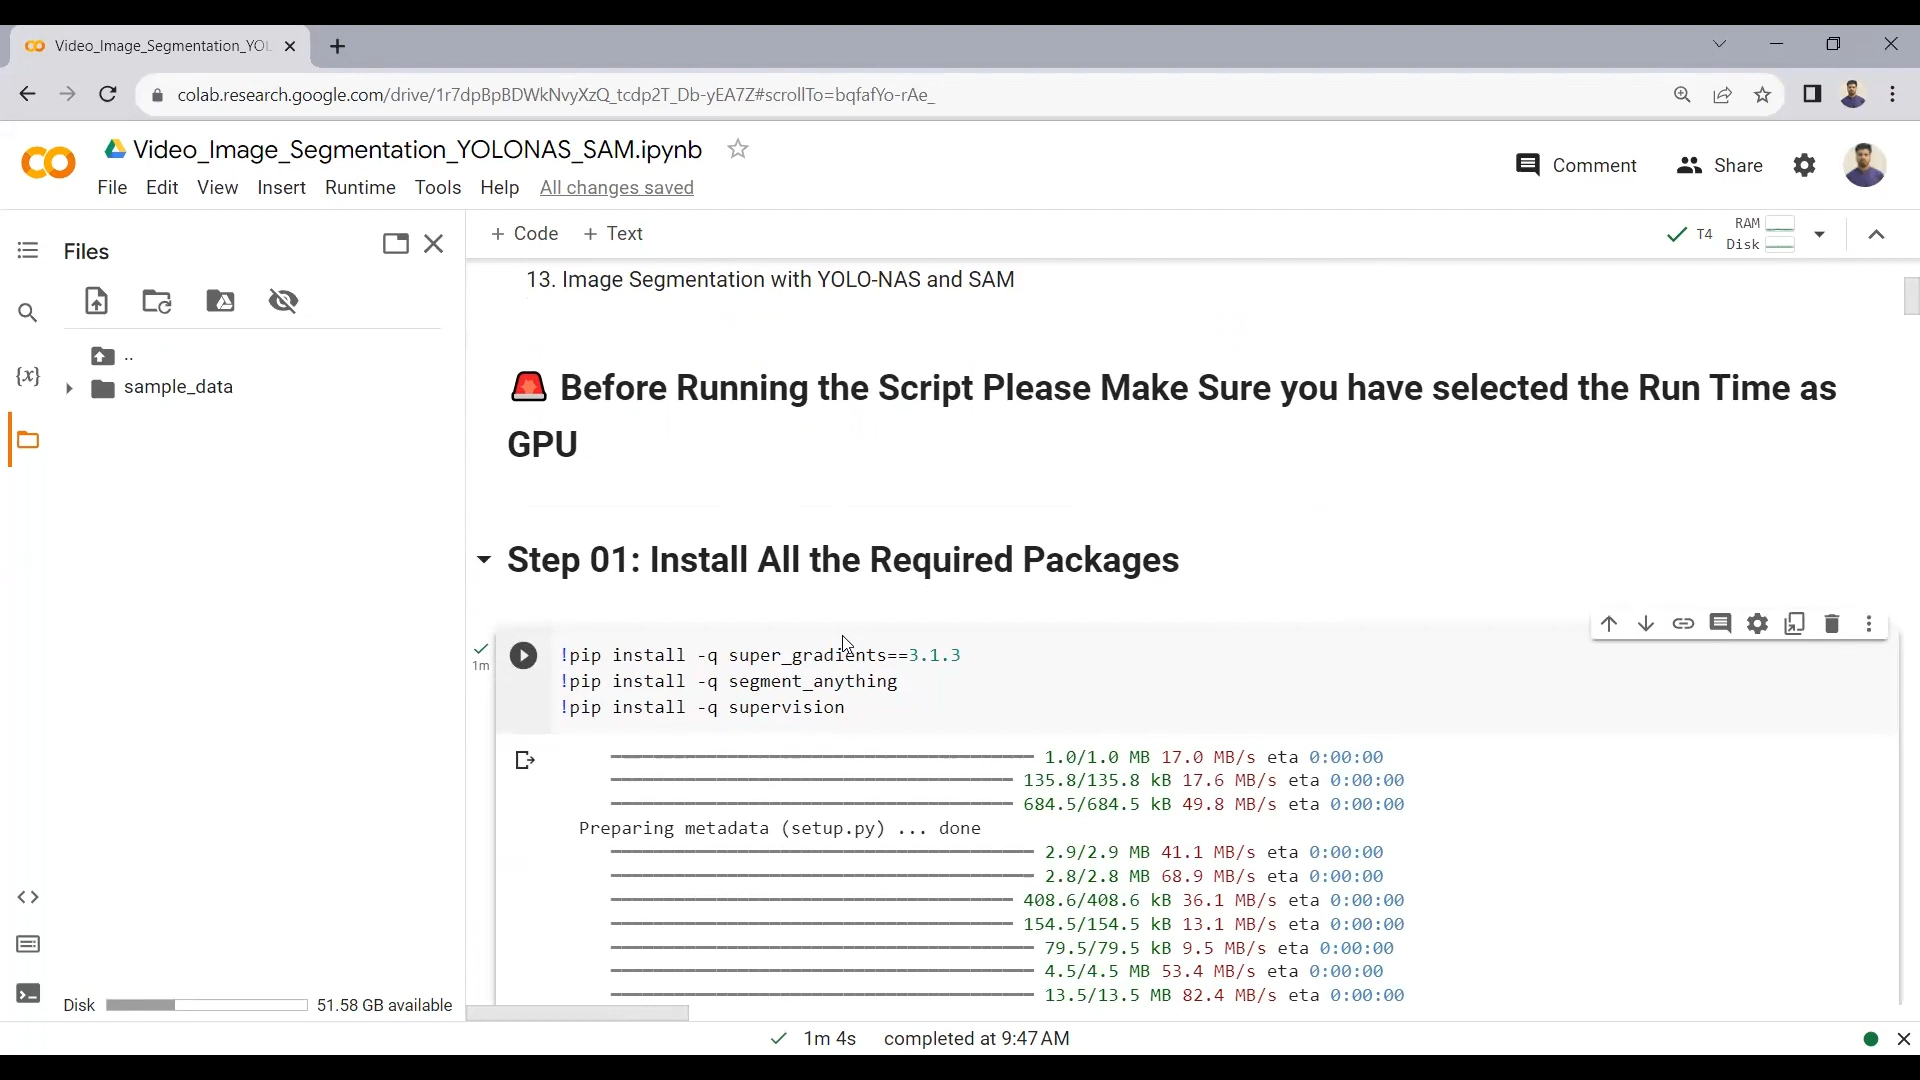 Video_Image_Segmentation_YOL
colab.research.google.com/drive/1r7dpBpBDWkNvyXzQ_tcdp2T_Db-yEA7Z#scrollTo=bqfafYo-rAe_
Video_Image_Segmentation_YOLONAS_SAM.ipynb
File Edit View Insert Runtime Tools Help All changes saved
Comment Share
Files
+ Code + Text
T4 RAM
Disk
..
sample_data
{x}
13. Image Segmentation with YOLO-NAS and SAM
Before Running the Script Please Make Sure you have selected the Run Time as
GPU
Step 01: Install All the Required Packages
1m
!pip install -q super_gradients==3.1.3
!pip install -q segment_anything
!pip install -q supervision
1.0/1.0 MB 17.0 MB/s eta 0:00:00
135.8/135.8 kB 17.6 MB/s eta 0:00:00
684.5/684.5 kB 49.8 MB/s eta 0:00:00
Preparing metadata (setup.py) ... done
2.9/2.9 MB 41.1 MB/s eta 0:00:00
2.8/2.8 MB 68.9 MB/s eta 0:00:00
408.6/408.6 kB 36.1 MB/s eta 0:00:00
154.5/154.5 kB 13.1 MB/s eta 0:00:00
79.5/79.5 kB 9.5 MB/s eta 0:00:00
4.5/4.5 MB 53.4 MB/s eta 0:00:00
13.5/13.5 MB 82.4 MB/s eta 0:00:00
Disk 51.58 GB available
1m 4s completed at 9:47 AM